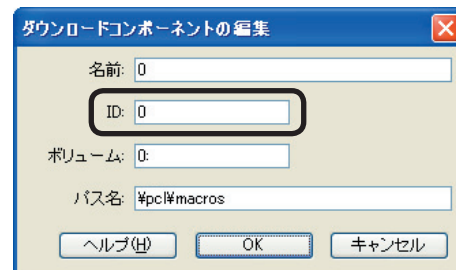 ダウンロードコンポーネントの編集
名前: 0
ID: 0
ボリューム: 0:
パス名: ¥pcl¥macros
ヘルプ(H) OK キャンセル